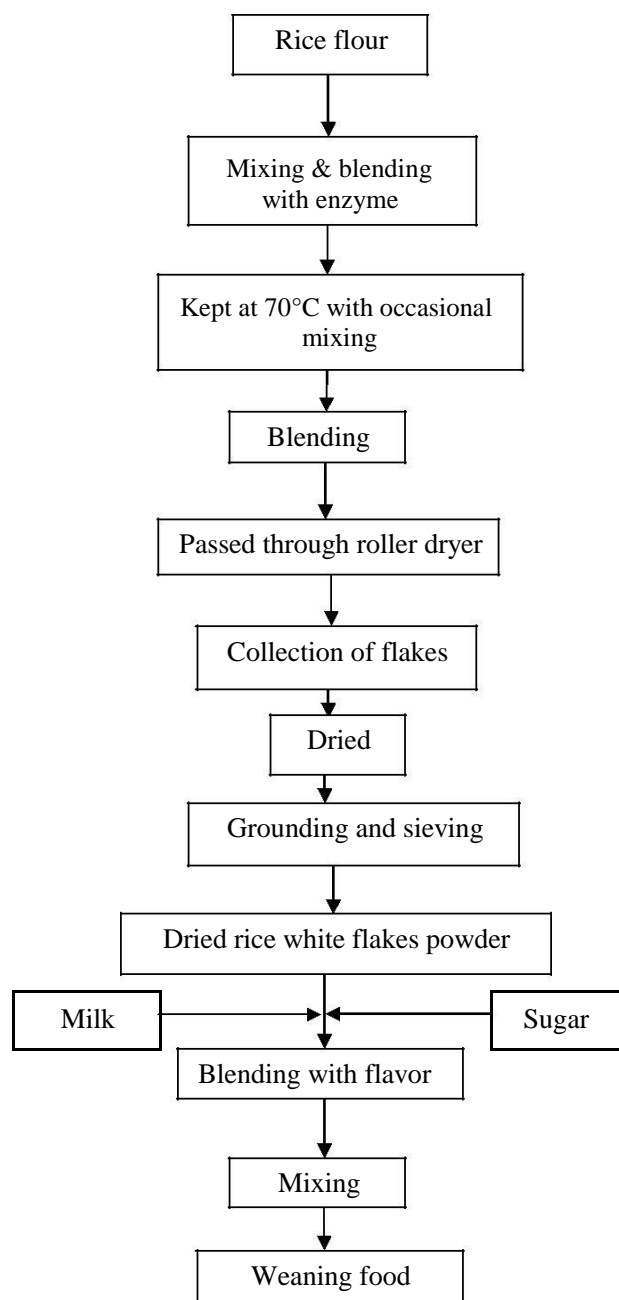 Rice flour
Mixing & blending
with enzyme
Kept at 70°C with occasional
mixing
Blending
Passed through roller dryer
Collection of flakes
Dried
Grounding and sieving
Dried rice white flakes powder
Milk
Sugar
Blending with flavor
Mixing
Weaning food